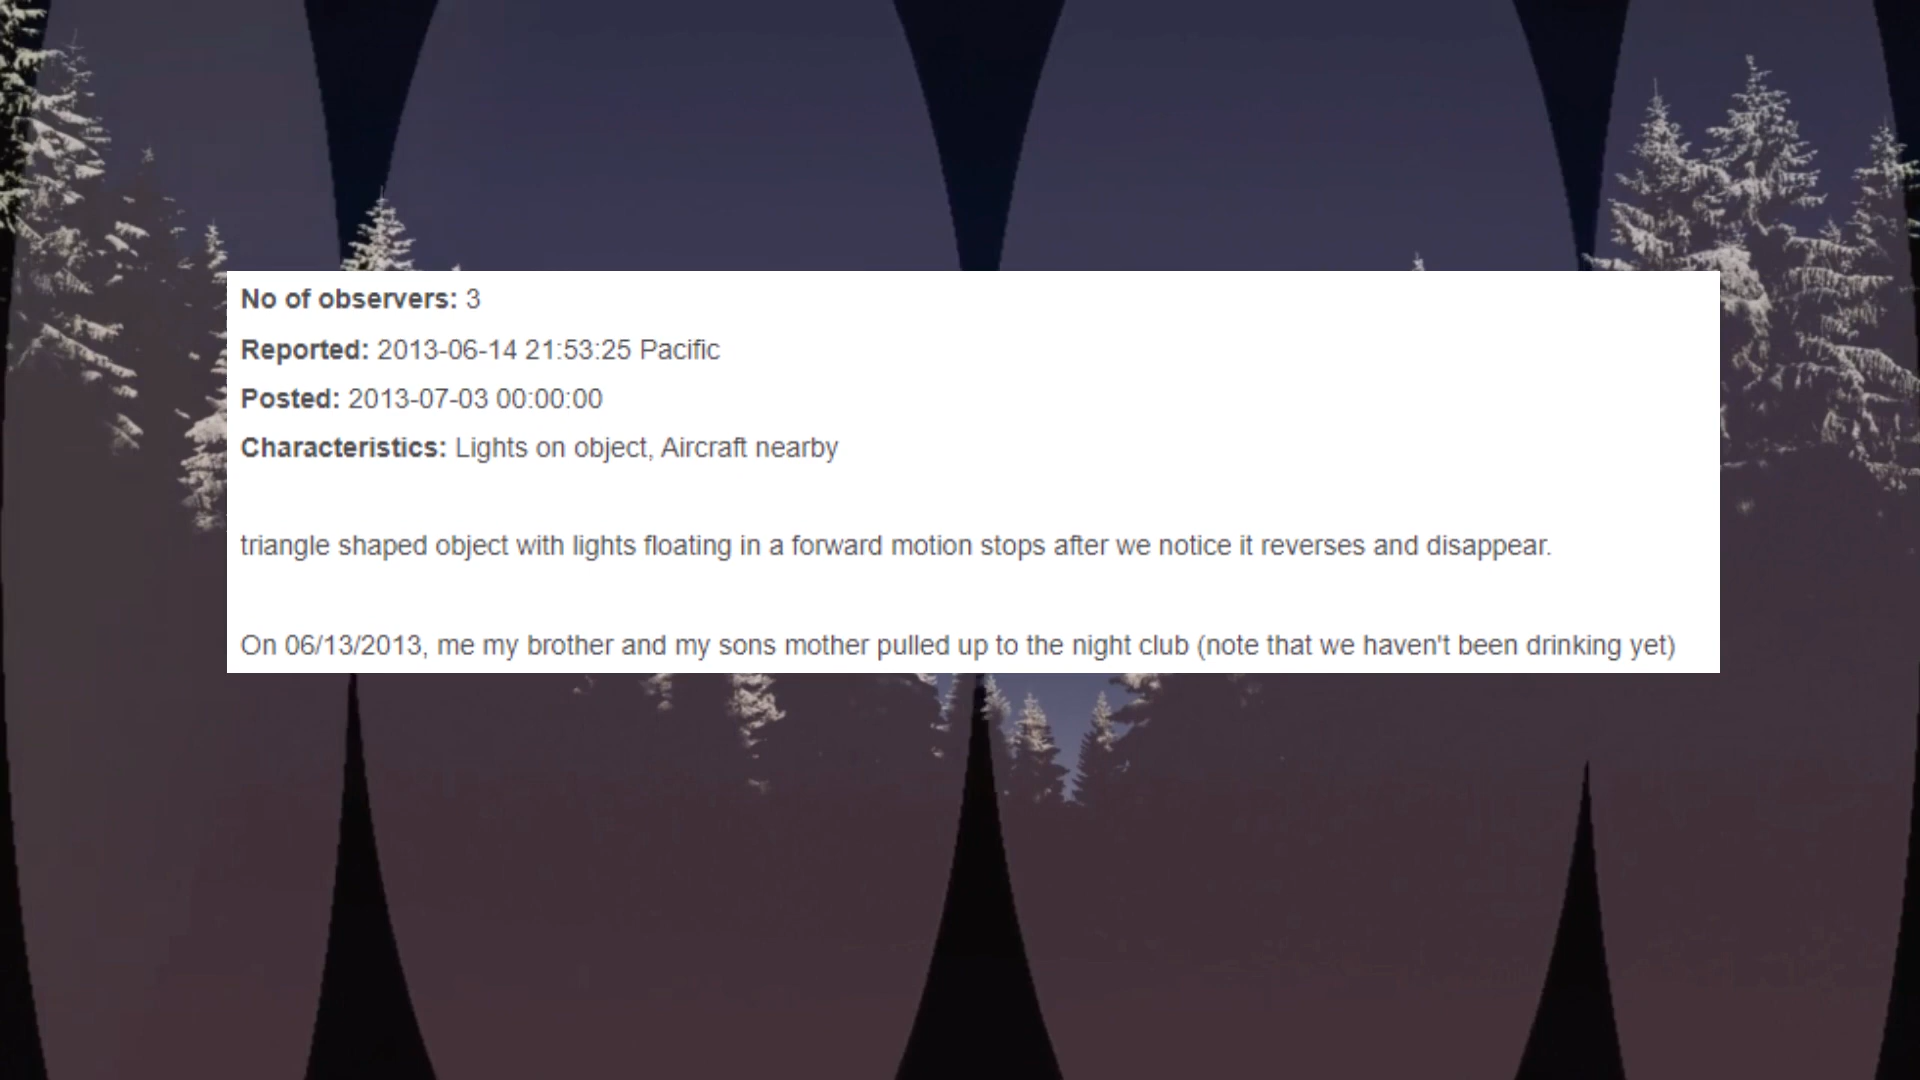 No of observers: 3
Reported: 2013-06-14 21:53:25 Pacific
Posted: 2013-07-03 00:00:00
Characteristics: Lights on object, Aircraft nearby
triangle shaped object with lights floating in a forward motion stops after we notice it reverses and disappear.
On 06/13/2013, me my brother and my sons mother pulled up to the night club (note that we haven't been drinking yet)